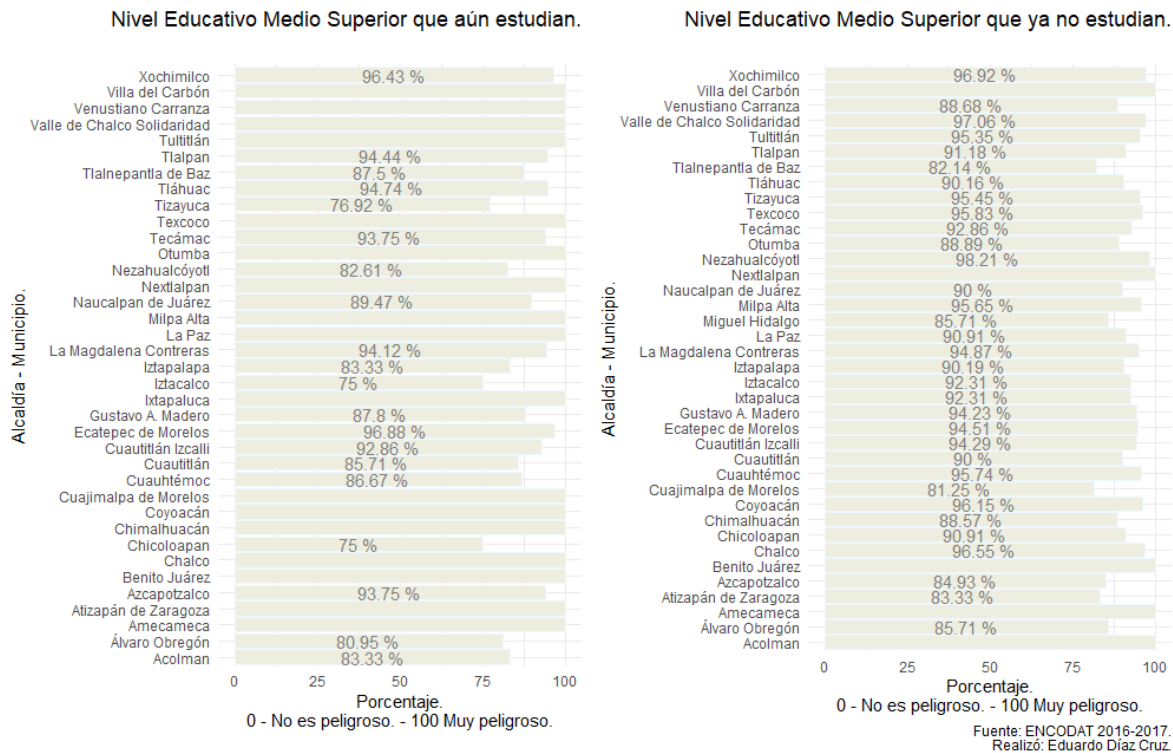 Nivel Educativo Medio Superior que aún estudian.
Alcaldía - Municipio.
Xochimilco 96.43 %
Villa del Carbón
Venustiano Carranza
Valle de Chalco Solidaridad
Tultitlán
Tlalpan 94.44 %
Tlalnepantla de Baz 87.5 %
Tláhuac 94.74 %
Tizayuca 76.92 %
Texcoco
Tecámac 93.75 %
Otumba
Nezahualcóyotl 82.61 %
Nextlalpan
Naucalpan de Juárez 89.47 %
Milpa Alta
La Paz
La Magdalena Contreras 94.12 %
Iztapalapa 83.33 %
Iztacalco 75 %
Ixtapaluca
Gustavo A. Madero 87.8 %
Ecatepec de Morelos 96.88 %
Cuautitlán Izcalli 92.86 %
Cuautitlán 85.71 %
Cuauhtémoc 86.67 %
Cuajimalpa de Morelos
Coyoacán
Chimalhuacán
Chicoloapan 75 %
Chalco
Benito Juárez
Azcapotzalco 93.75 %
Atizapán de Zaragoza
Amecameca
Álvaro Obregón 80.95 %
Acolman 83.33 %
0 25 50 75 100
Porcentaje.
0 - No es peligroso. - 100 Muy peligroso.
Nivel Educativo Medio Superior que ya no estudian.
Alcaldía - Municipio.
Xochimilco 96.92 %
Villa del Carbón
Venustiano Carranza 88.68 %
Valle de Chalco Solidaridad 97.06 %
Tultitlán 95.35 %
Tlalpan 91.18 %
Tlalnepantla de Baz 82.14 %
Tláhuac 90.16 %
Tizayuca 95.45 %
Texcoco 95.83 %
Tecámac 92.86 %
Otumba 88.89 %
Nezahualcóyotl 98.21 %
Nextlalpan
Naucalpan de Juárez 90 %
Milpa Alta 95.65 %
Miguel Hidalgo 85.71 %
La Paz 90.91 %
La Magdalena Contreras 94.87 %
Iztapalapa 90.19 %
Iztacalco 92.31 %
Ixtapaluca 92.31 %
Gustavo A. Madero 94.23 %
Ecatepec de Morelos 94.51 %
Cuautitlán Izcalli 94.29 %
Cuautitlán 90 %
Cuauhtémoc 95.74 %
Cuajimalpa de Morelos 81.25 %
Coyoacán 96.15 %
Chimalhuacán 88.57 %
Chicoloapan 90.91 %
Chalco 96.55 %
Benito Juárez
Azcapotzalco 84.93 %
Atizapán de Zaragoza 83.33 %
Amecameca
Álvaro Obregón 85.71 %
Acolman
0 25 50 75 100
Porcentaje.
0 - No es peligroso. - 100 Muy peligroso.
Fuente: ENCODAT 2016-2017.
Realizó: Eduardo Díaz Cruz.